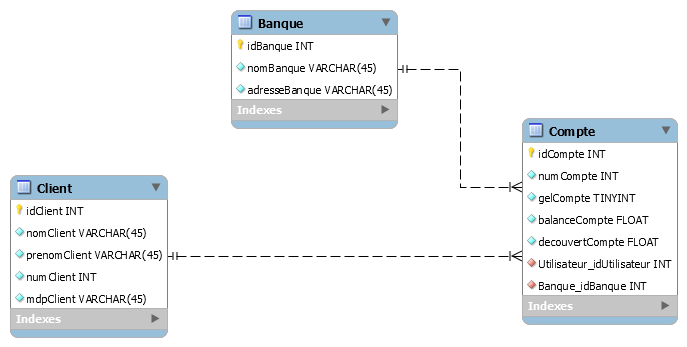 Banque
idBanque INT
nomBanque VARCHAR(45)
adresseBanque VARCHAR(45)
Indexes
Client
idClient INT
nomClient VARCHAR(45)
prenomClient VARCHAR(45)
numClient INT
mdpClient VARCHAR(45)
Indexes
Compte
idCompte INT
numCompte INT
gelCompte TINYINT
balanceCompte FLOAT
decouvertCompte FLOAT
Utilisateur_idUtilisateur INT
Banque_idBanque INT
Indexes